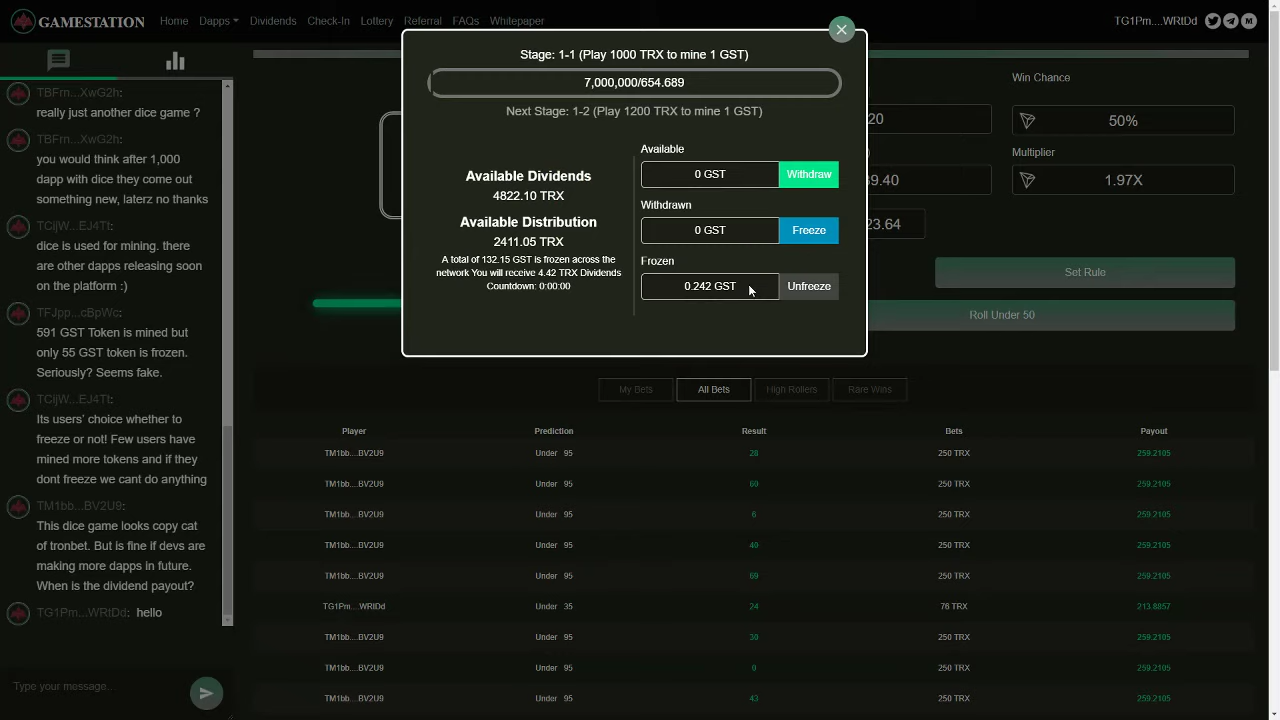 GAMESTATION
Home Dapps Dividends Check-In Lottery Referral FAQs Whitepaper
TG1Pm....WRtDd
TBFrn...XwG2h:
really just another dice game ?
TBFrn...XwG2h:
you would think after 1,000
dapp with dice they come out
something new, laterz no thanks
TCIjW...EJ4Tt:
dice is used for mining. there
are other dapps releasing soon
on the platform :)
TFJpp...cBpWc:
591 GST Token is mined but
only 55 GST token is frozen.
Seriously? Seems fake.
TCIjW...EJ4Tt:
Its users' choice whether to
freeze or not! Few users have
mined more tokens and if they
dont freeze we cant do anything
TM1bb...BV2U9:
This dice game looks copy cat
of tronbet. But is fine if devs are
making more dapps in future.
When is the dividend payout?
TG1Pm...WRtDd: hello
Type your message...
Stage: 1-1 (Play 1000 TRX to mine 1 GST)
7,000,000/654.689
Next Stage: 1-2 (Play 1200 TRX to mine 1 GST)
Available Dividends
4822.10 TRX
Available Distribution
2411.05 TRX
A total of 132.15 GST is frozen across the
network You will receive 4.42 TRX Dividends
Countdown: 0:00:00
Available
0 GST Withdraw
Withdrawn
0 GST Freeze
Frozen
0.242 GST Unfreeze
Win Chance
50%
Multiplier
1.97X
Set Rule
Roll Under 50
My Bets All Bets High Rollers Rare Wins
Player Prediction Result Bets Payout
TM1bb....BV2U9 Under 95 28 250 TRX 259.2105
TM1bb....BV2U9 Under 95 60 250 TRX 259.2105
TM1bb....BV2U9 Under 95 6 250 TRX 259.2105
TM1bb....BV2U9 Under 95 40 250 TRX 259.2105
TM1bb....BV2U9 Under 95 69 250 TRX 259.2105
TG1Pm....WRtDd Under 35 24 76 TRX 213.8857
TM1bb....BV2U9 Under 95 30 250 TRX 259.2105
TM1bb....BV2U9 Under 95 0 250 TRX 259.2105
TM1bb....BV2U9 Under 95 43 250 TRX 259.2105